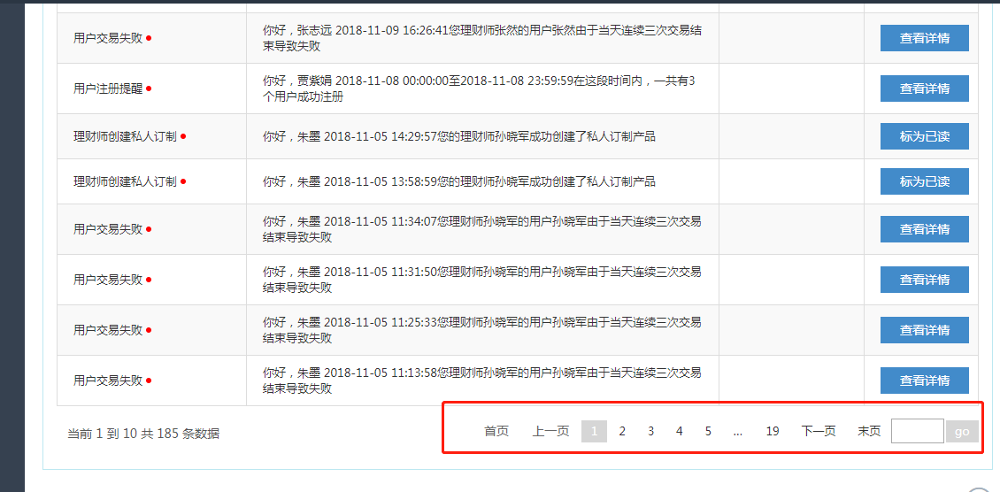 用户交易失败
你好，张志远 2018-11-09 16:26:41您理财师张然的用户张然由于当天连续三次交易结
束导致失败
查看详情
用户注册提醒
你好，贾紫娟 2018-11-08 00:00:00至2018-11-08 23:59:59在这段时间内，一共有3
个用户成功注册
查看详情
理财师创建私人订制
你好，朱墨 2018-11-05 14:29:57您的理财师孙晓军成功创建了私人订制产品
标为已读
理财师创建私人订制
你好，朱墨 2018-11-05 13:58:59您的理财师孙晓军成功创建了私人订制产品
标为已读
用户交易失败
你好，朱墨 2018-11-05 11:34:07您理财师孙晓军的用户孙晓军由于当天连续三次交易
结束导致失败
查看详情
用户交易失败
你好，朱墨 2018-11-05 11:31:50您理财师孙晓军的用户孙晓军由于当天连续三次交易
结束导致失败
查看详情
用户交易失败
你好，朱墨 2018-11-05 11:25:33您理财师孙晓军的用户孙晓军由于当天连续三次交易
结束导致失败
查看详情
用户交易失败
你好，朱墨 2018-11-05 11:13:58您理财师孙晓军的用户孙晓军由于当天连续三次交易
结束导致失败
查看详情
当前 1 到 10 共 185 条数据
首页 上一页 1 2 3 4 5 ... 19 下一页 末页 go